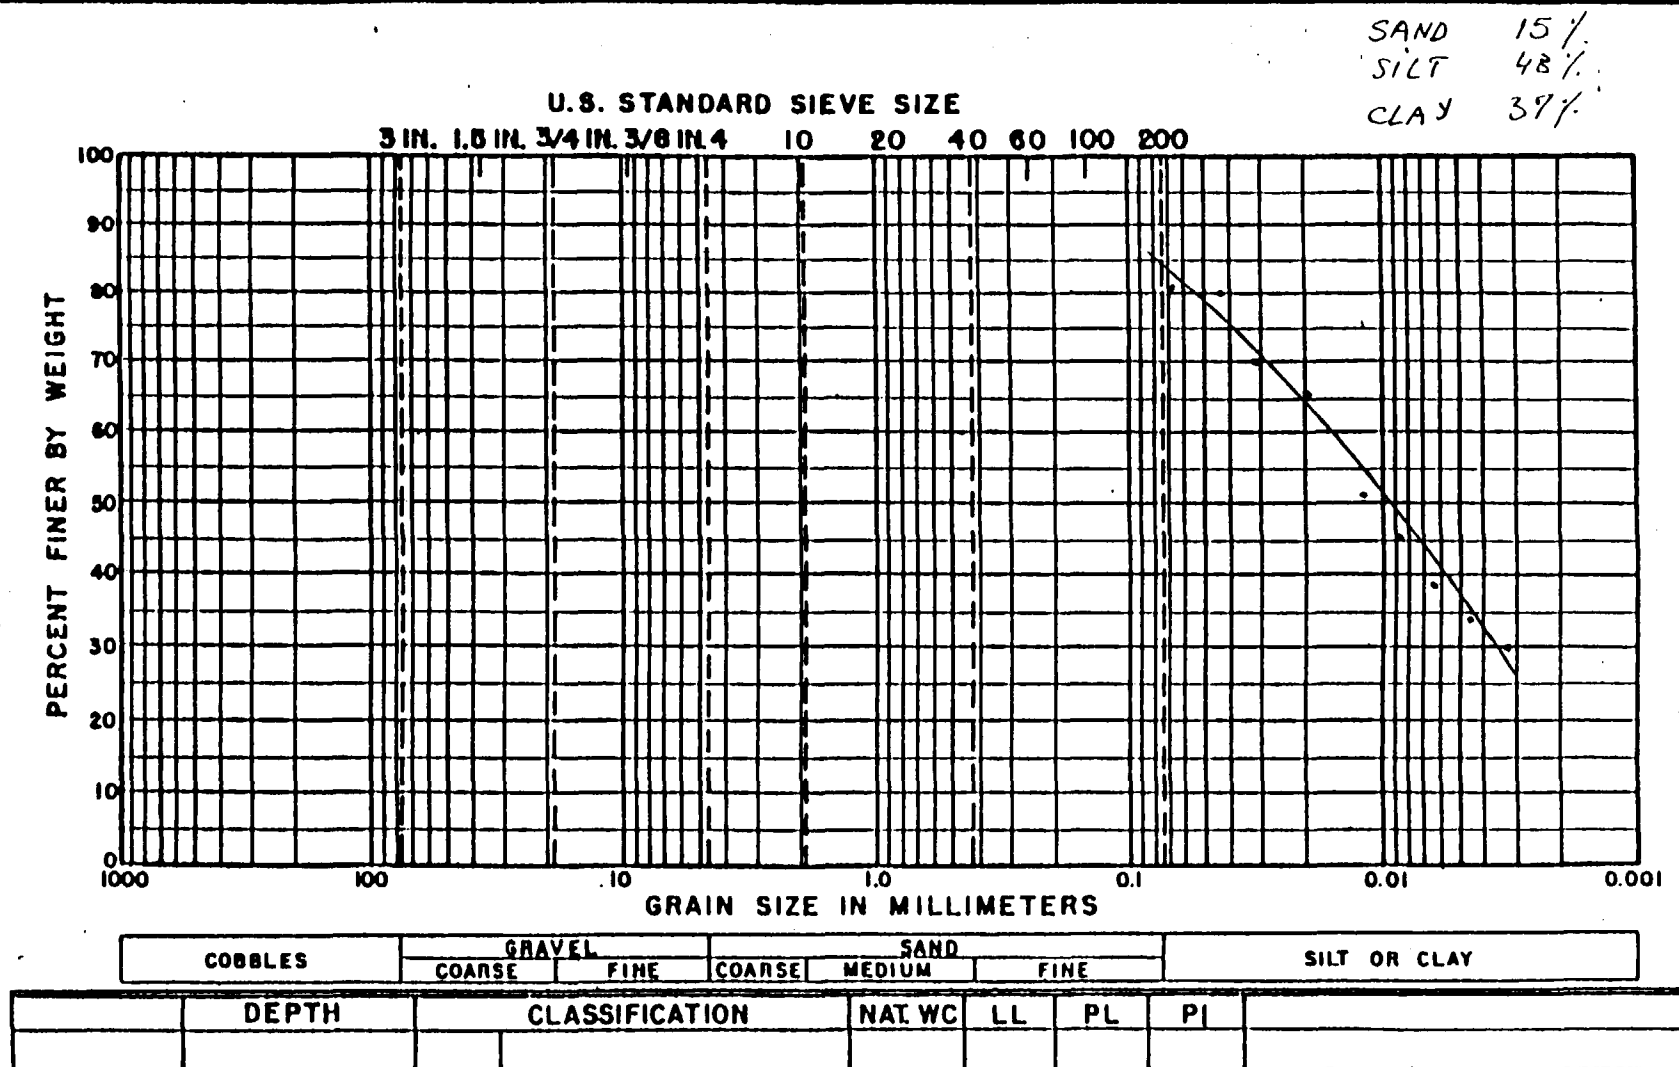 SAND 15%
SILT 48%
CLAY 37%
U.S. STANDARD SIEVE SIZE
3 IN. 1.5 IN. 3/4 IN. 3/8 IN. 4 10 20 40 60 100 200
PERCENT FINER BY WEIGHT
100
90
80
70
60
50
40
30
20
10
0
1000 100 10 1.0 0.1 0.01 0.001
GRAIN SIZE IN MILLIMETERS
COBBLES GRAVEL SAND SILT OR CLAY
COARSE FINE COARSE MEDIUM FINE
DEPTH CLASSIFICATION NAT. WC LL PL PI